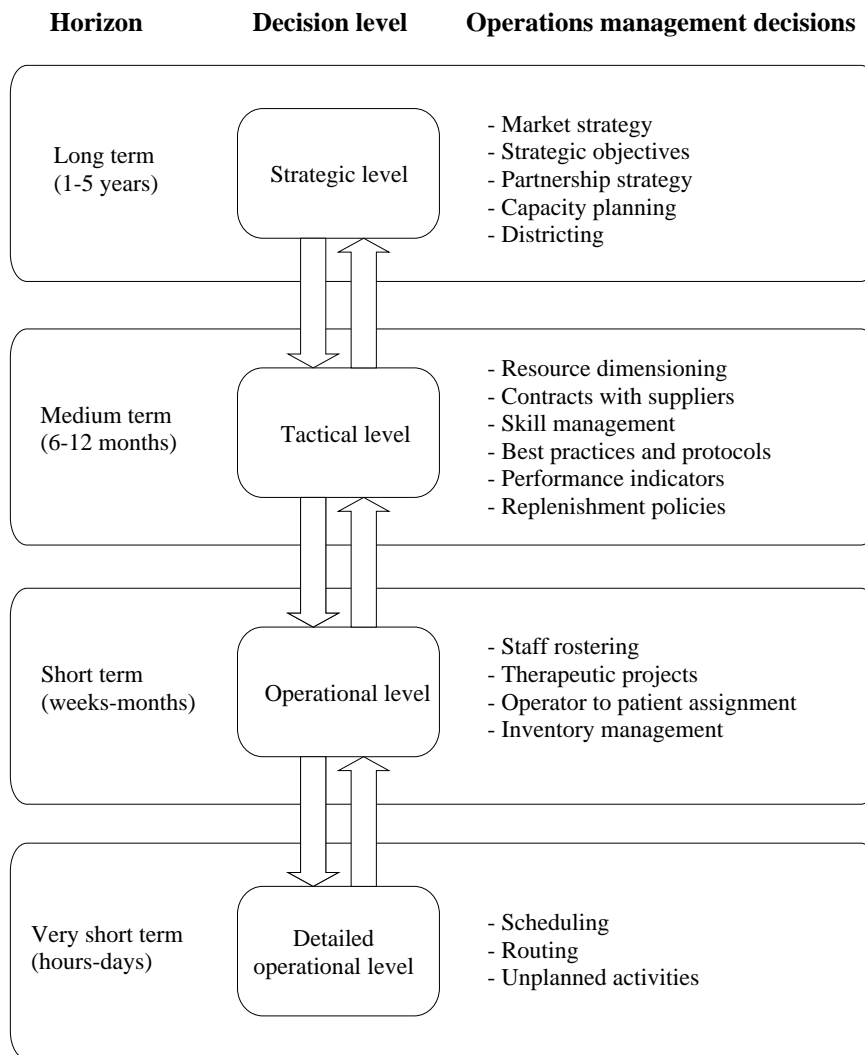 Horizon Decision level Operations management decisions
Long term
(1-5 years)
Strategic level
- Market strategy
- Strategic objectives
- Partnership strategy
- Capacity planning
- Districting
Medium term
(6-12 months)
Tactical level
- Resource dimensioning
- Contracts with suppliers
- Skill management
- Best practices and protocols
- Performance indicators
- Replenishment policies
Short term
(weeks-months)
Operational level
- Staff rostering
- Therapeutic projects
- Operator to patient assignment
- Inventory management
Very short term
(hours-days)
Detailed
operational level
- Scheduling
- Routing
- Unplanned activities